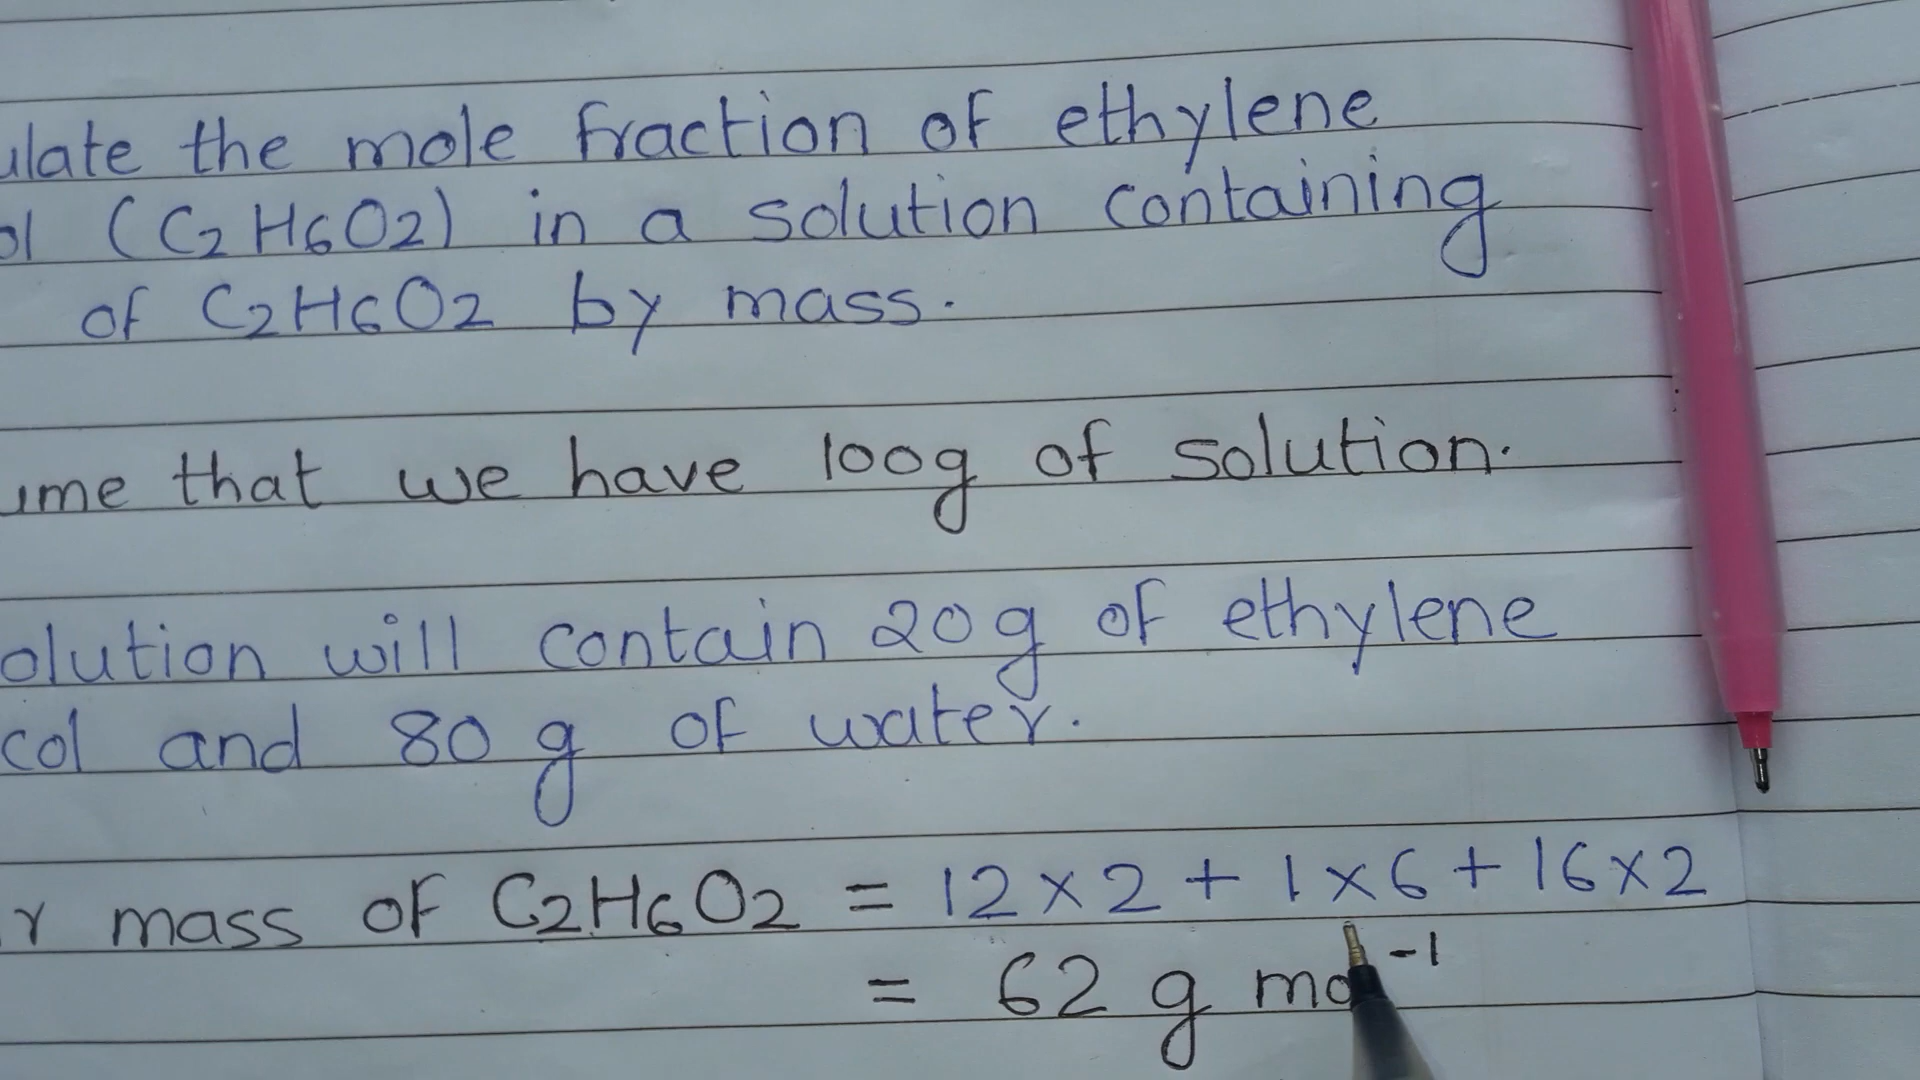 ulate the mole fraction of ethylene
ol (C2H6O2) in a solution containing
of C2H6O2 by mass.
ume that we have 100g of solution.
olution will contain 20g of ethylene
col and 80 g of water.
r mass of C2H6O2 = 12×2 + 1×6 + 16×2
= 62 g mo -1